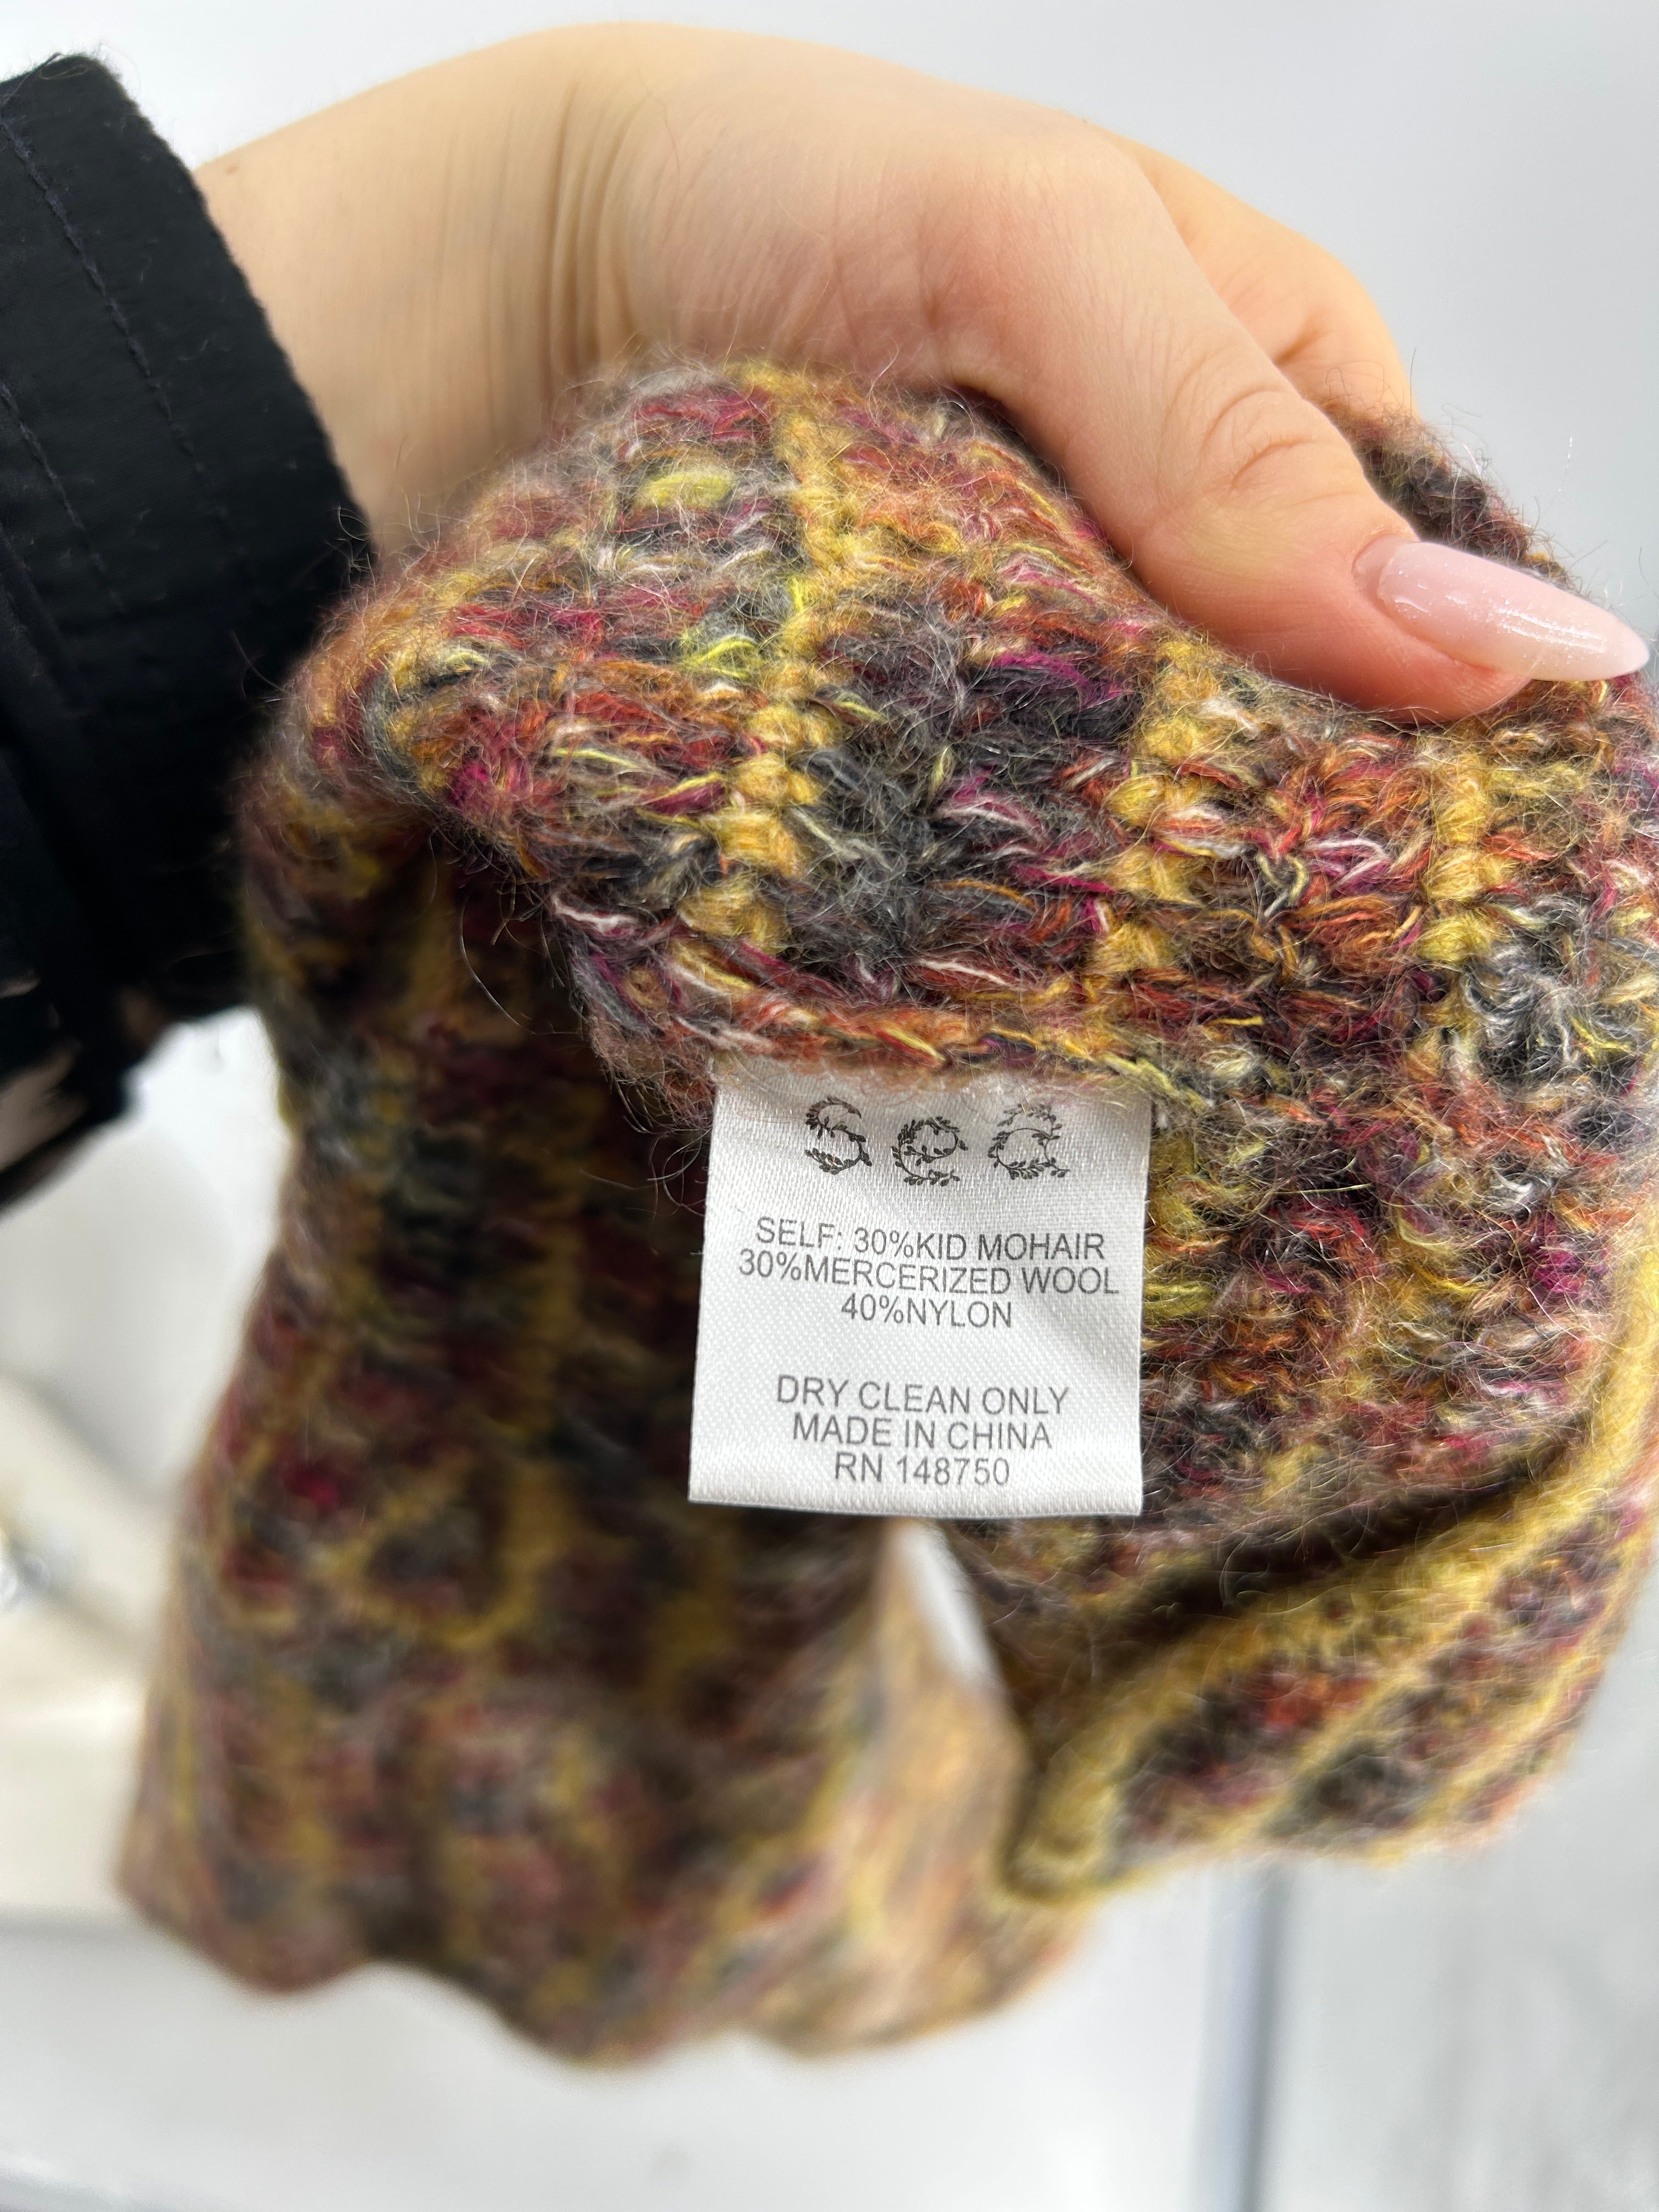 Sea
SELF: 30%KID MOHAIR
30%MERCERIZED WOOL
40%NYLON
DRY CLEAN ONLY
MADE IN CHINA
RN 148750